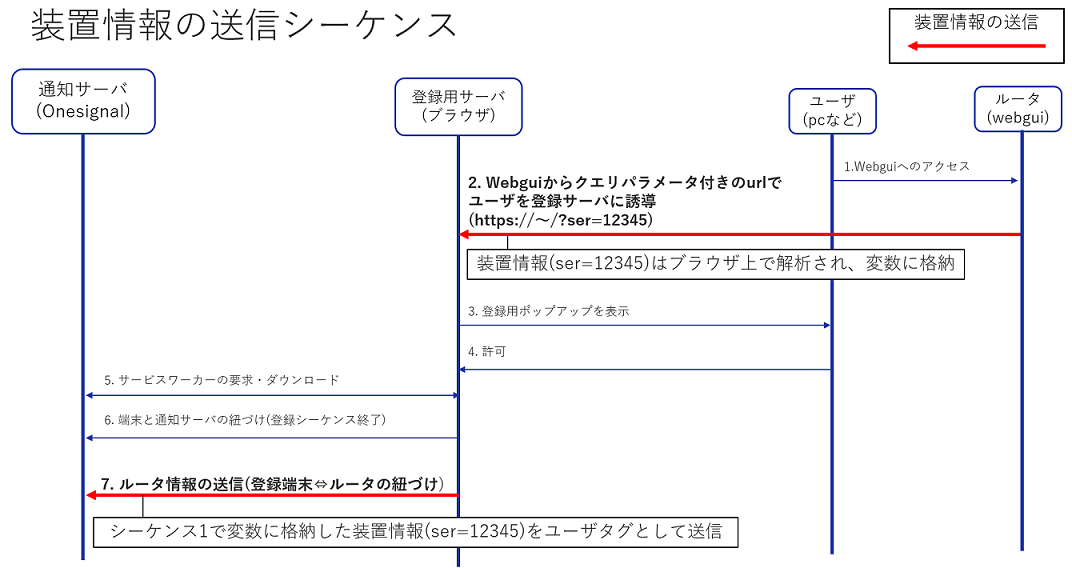 装置情報の送信シーケンス
装置情報の送信
通知サーバ
(Onesignal)
登録用サーバ
(ブラウザ)
ユーザ
(pcなど)
ルータ
(webgui)
1.Webguiへのアクセス
2. Webguiからクエリパラメータ付きのurlで
ユーザを登録サーバに誘導
(https://～/?ser=12345)
装置情報(ser=12345)はブラウザ上で解析され、変数に格納
3. 登録用ポップアップを表示
4. 許可
5. サービスワーカーの要求・ダウンロード
6. 端末と通知サーバの紐づけ(登録シーケンス終了)
7. ルータ情報の送信(登録端末⇔ルータの紐づけ)
シーケンス1で変数に格納した装置情報(ser=12345)をユーザタグとして送信